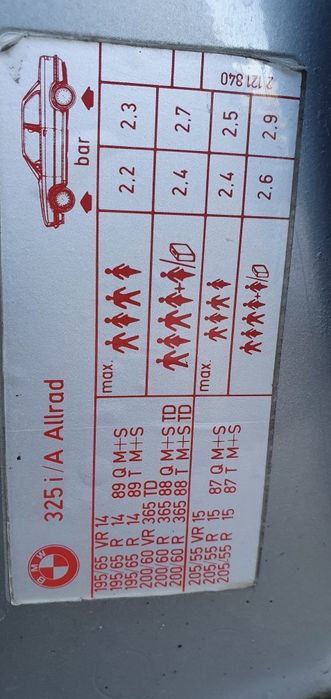 BMW
325 i / A Allrad
bar
195/65 VR 14
195/65 R 14 89 Q M+S
195/65 R 14 89 T M+S
200/60 VR 365 TD
200/60 R 365 88 Q M+S TD
200/60 R 365 88 T M+S TD
max.
2.2 2.3
2.4 2.7
205/55 VR 15
205/55 R 15 87 Q M+S
205/55 R 15 87 T M+S
max.
2.4 2.5
2.6 2.9
2 121 840